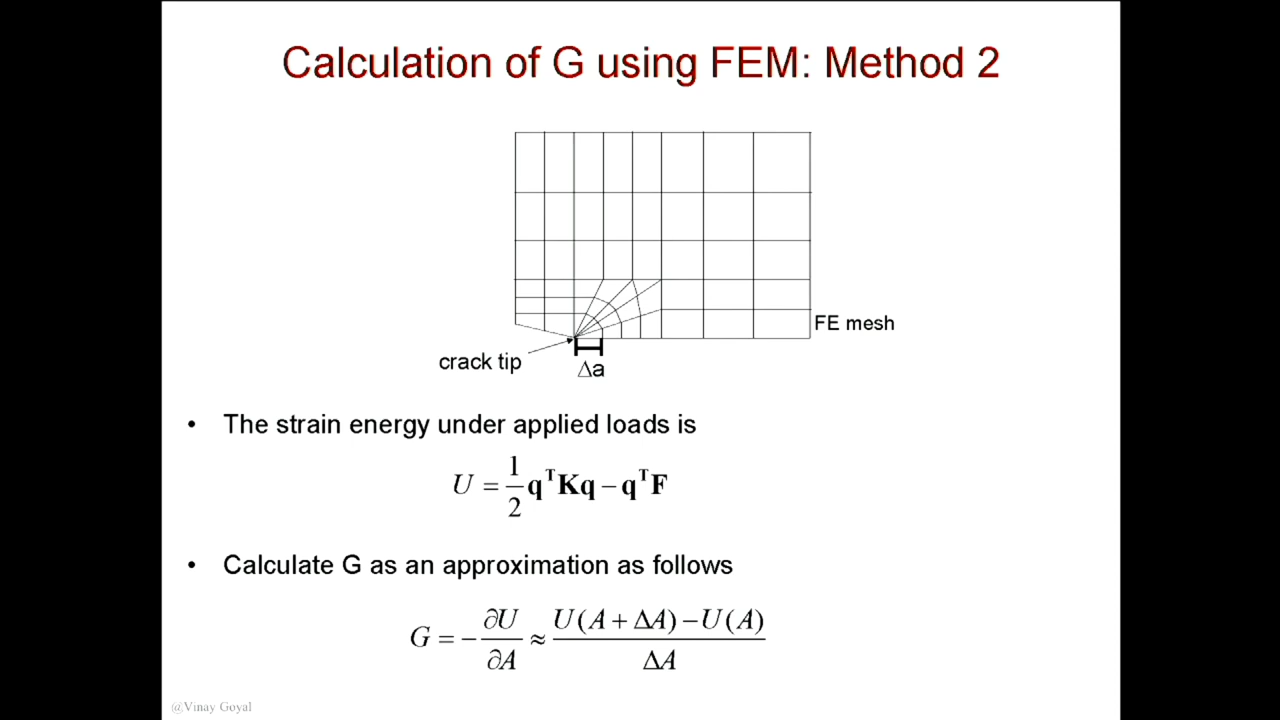 Calculation of G using FEM: Method 2
FE mesh
crack tip
Δa
• The strain energy under applied loads is
U = 1/2 qᵀKq − qᵀF
• Calculate G as an approximation as follows
G = − ∂U/∂A ≈ U(A + ΔA) − U(A) / ΔA
@Vinay Goyal